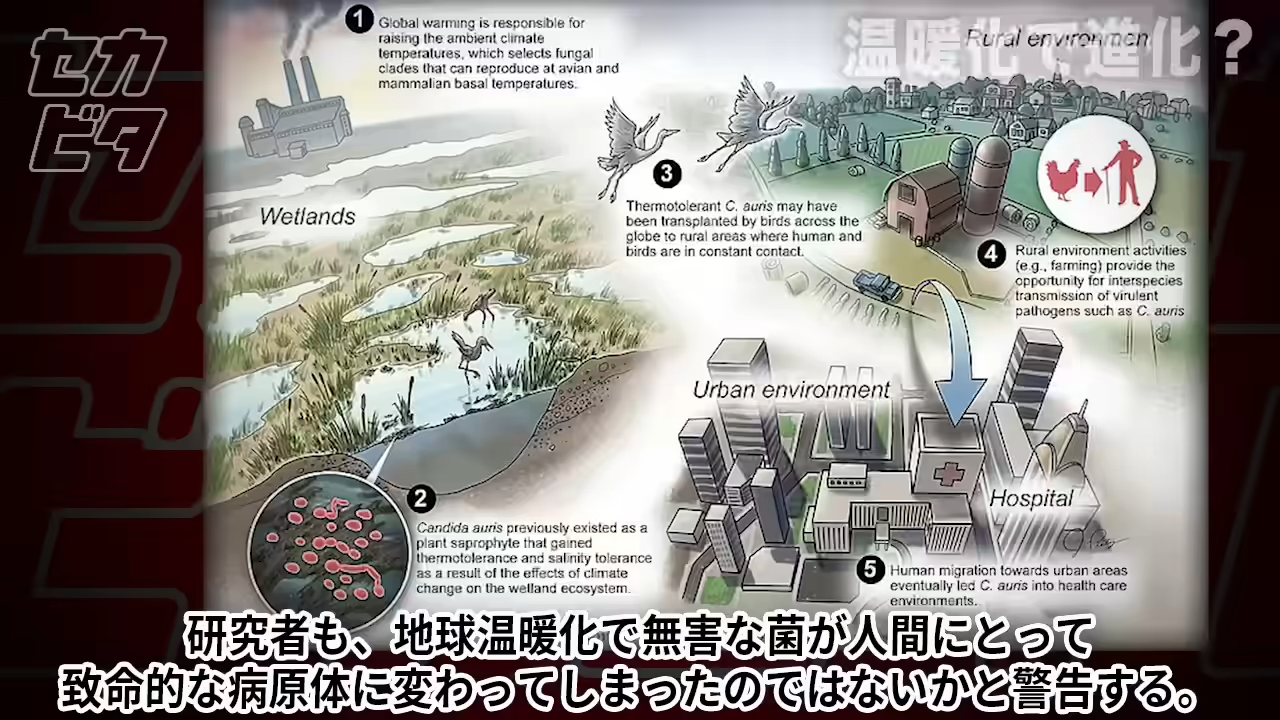 セカ
ビタ
温暖化で進化？
1 Global warming is responsible for
raising the ambient climate
temperatures, which selects fungal
clades that can reproduce at avian and
mammalian basal temperatures.
Rural environmen
Wetlands
3
Thermotolerant C. auris may have
been transplanted by birds across the
globe to rural areas where human and
birds are in constant contact.
4 Rural environment activities
(e.g., farming) provide the
opportunity for interspecies
transmission of virulent
pathogens such as C. auris
Urban environment
Hospital
2
Candida auris previously existed as a
plant saprophyte that gained
thermotolerance and salinity tolerance
as a result of the effects of climate
change on the wetland ecosystem.
5 Human migration towards urban areas
eventually led C. auris into health care
environments.
研究者も、地球温暖化で無害な菌が人間にとって
致命的な病原体に変わってしまったのではないかと警告する。